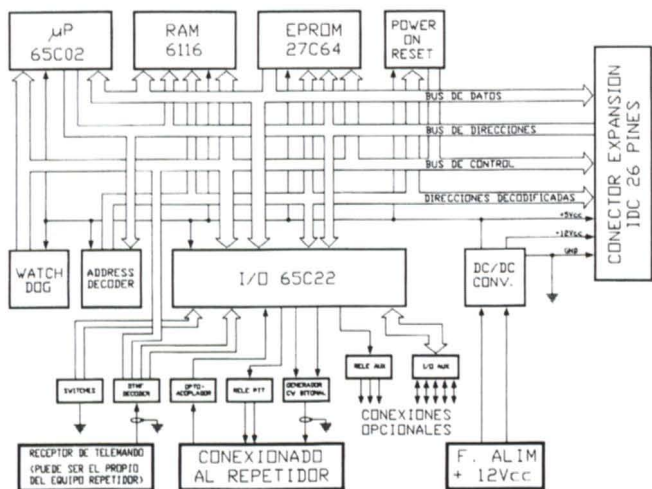 µP
65C02
RAM
6116
EPROM
27C64
POWER
ON
RESET
CONECTOR EXPANSION
IDC 26 PINES
BUS DE DATOS
BUS DE DIRECCIONES
BUS DE CONTROL
DIRECCIONES DECODIFICADAS
+5Vcc
+12Vcc
GND
WATCH
DOG
ADDRESS
DECODER
I/O 65C22
DC/DC
CONV.
SWITCHES
DTMF
DECODER
OPTO-
ACOPLADOR
RELE PTT
GENERADOR
CW BITONAL
RELE AUX
I/O AUX
CONEXIONES
OPCIONALES
RECEPTOR DE TELEMANDO
(PUEDE SER EL PROPIO
DEL EQUIPO REPETIDOR)
CONEXIONADO
AL REPETIDOR
F. ALIM
+ 12Vcc